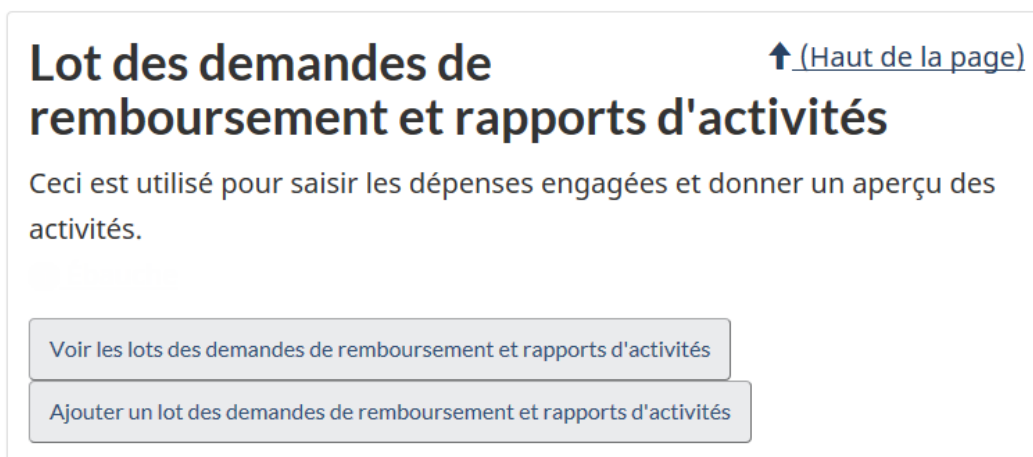 Lot des demandes de
(Haut de la page)
remboursement et rapports d'activités
Ceci est utilisé pour saisir les dépenses engagées et donner un aperçu des
activités.
Voir les lots des demandes de remboursement et rapports d'activités
Ajouter un lot des demandes de remboursement et rapports d'activités